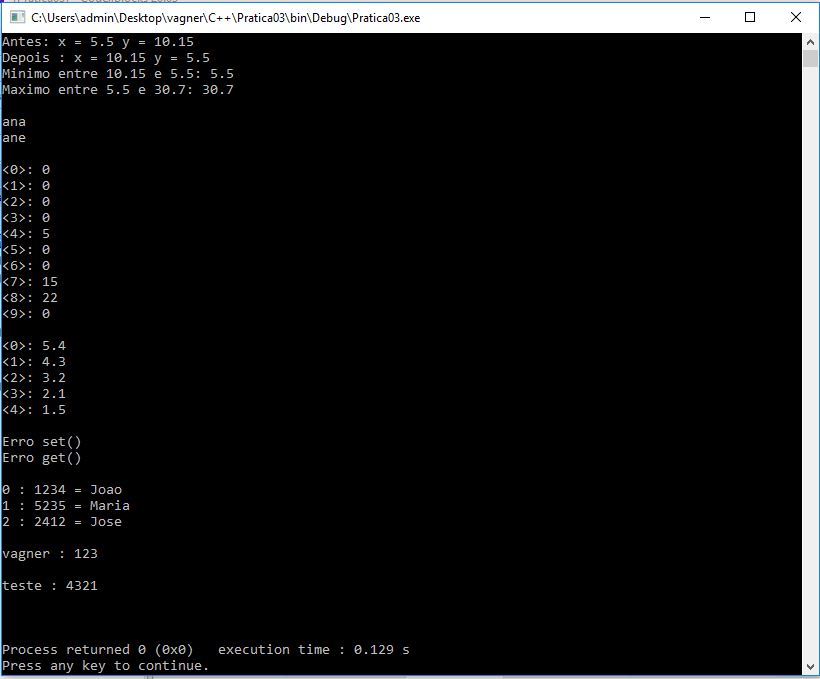 C:\Users\admin\Desktop\vagner\C++\Pratica03\bin\Debug\Pratica03.exe
Antes: x = 5.5 y = 10.15
Depois : x = 10.15 y = 5.5
Minimo entre 10.15 e 5.5: 5.5
Maximo entre 5.5 e 30.7: 30.7
ana
ane
<0>: 0
<1>: 0
<2>: 0
<3>: 0
<4>: 5
<5>: 0
<6>: 0
<7>: 15
<8>: 22
<9>: 0
<0>: 5.4
<1>: 4.3
<2>: 3.2
<3>: 2.1
<4>: 1.5
Erro set()
Erro get()
0 : 1234 = Joao
1 : 5235 = Maria
2 : 2412 = Jose
vagner : 123
teste : 4321
Process returned 0 (0x0)   execution time : 0.129 s
Press any key to continue.